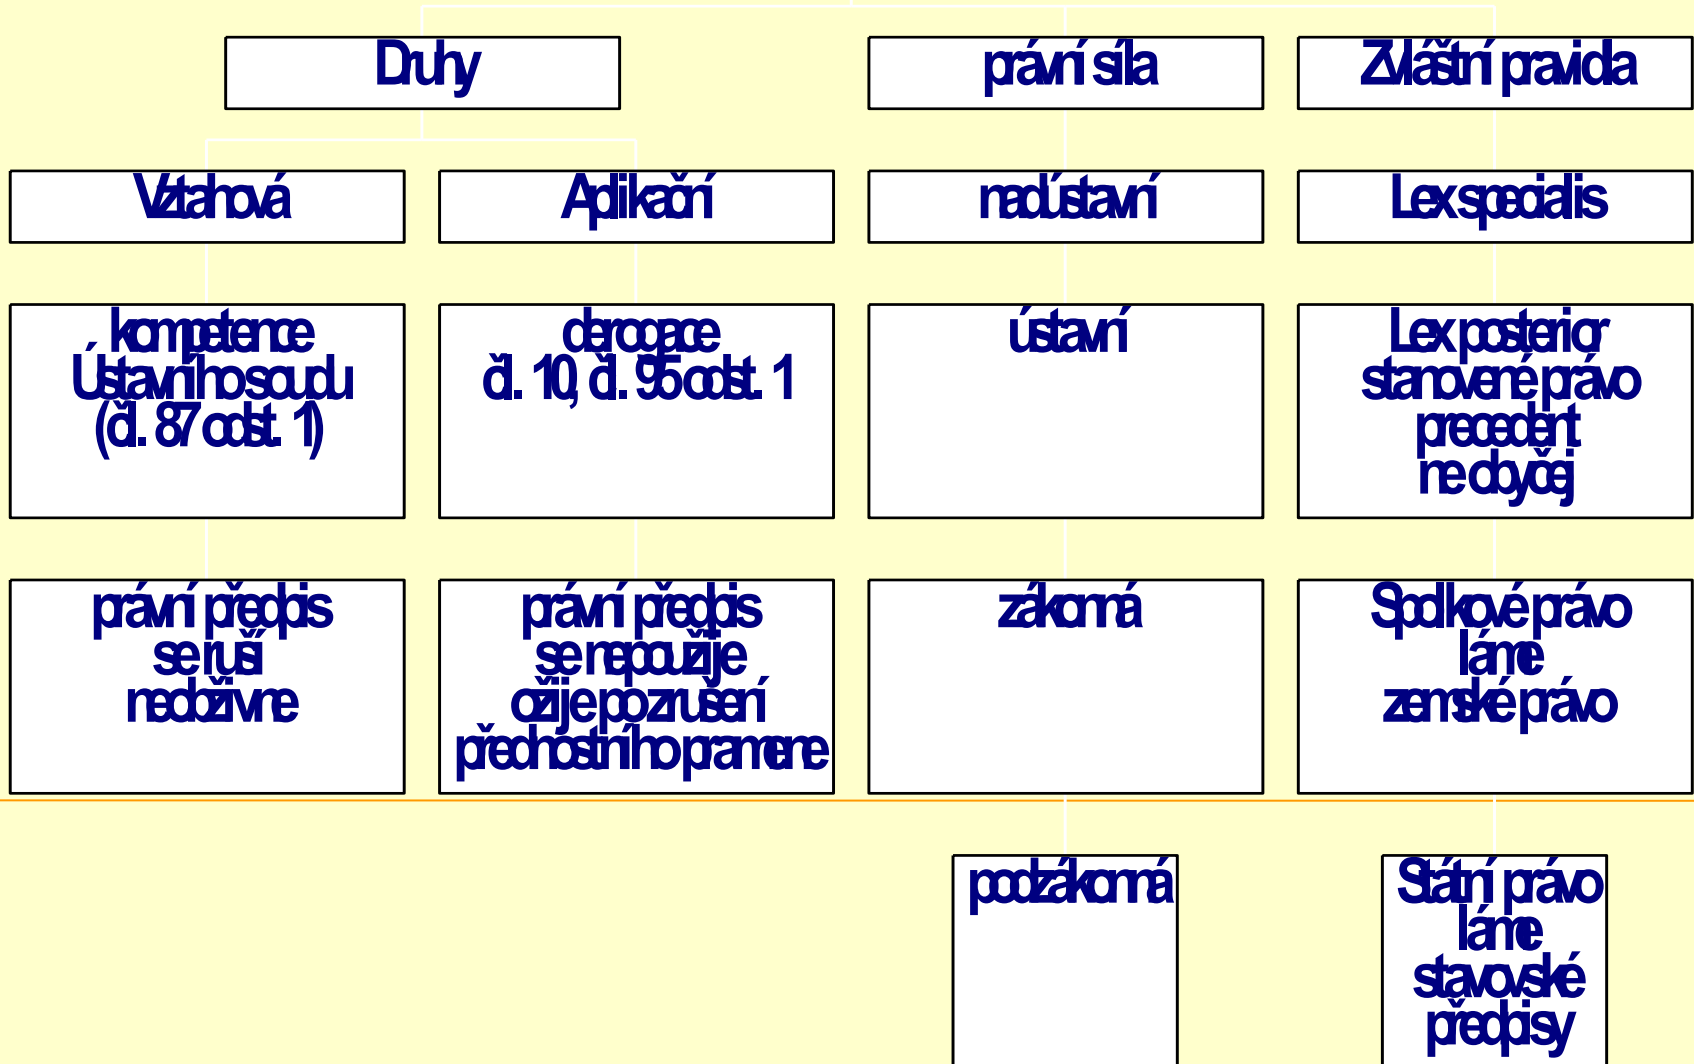 Druhy
právní síla
Zvláštní pravidla
Vztahová
Aplikační
nadústavní
Lex specialis
kompetence
Ústavního soudu
(čl. 87 odst. 1)
derogace
čl. 10, čl. 95 odst. 1
ústavní
Lex posterior
stanovené právo
precedent
ne obyčej
právní předpis
se ruší
neobživne
právní předpis
se nepoužije
ožije po zrušení
přednostního pramene
zákonná
Spolkové právo
láme
zemské právo
podzákonná
Státní právo
láme
stavovské
předpisy